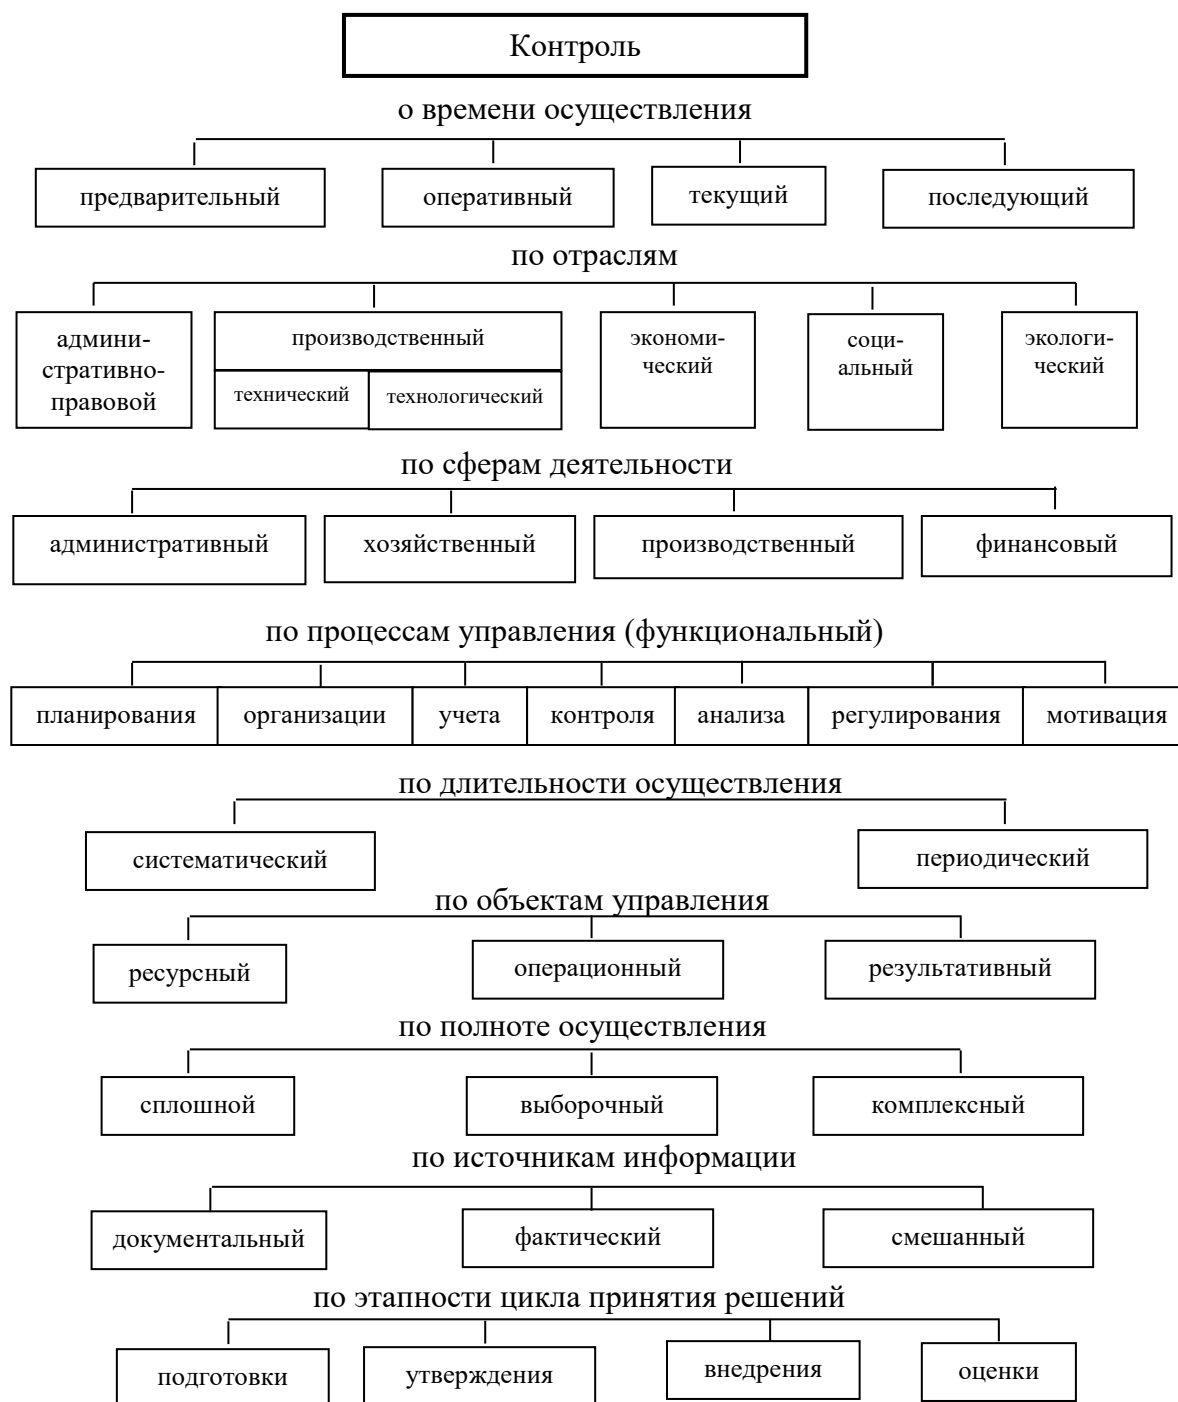 Контроль
о времени осуществления
предварительный
оперативный
текущий
последующий
по отраслям
админи-
стративно-
правовой
производственный
технический
технологический
экономи-
ческий
соци-
альный
экологи-
ческий
по сферам деятельности
административный
хозяйственный
производственный
финансовый
по процессам управления (функциональный)
планирования
организации
учета
контроля
анализа
регулирования
мотивация
по длительности осуществления
систематический
периодический
по объектам управления
ресурсный
операционный
результативный
по полноте осуществления
сплошной
выборочный
комплексный
по источникам информации
документальный
фактический
смешанный
по этапности цикла принятия решений
подготовки
утверждения
внедрения
оценки